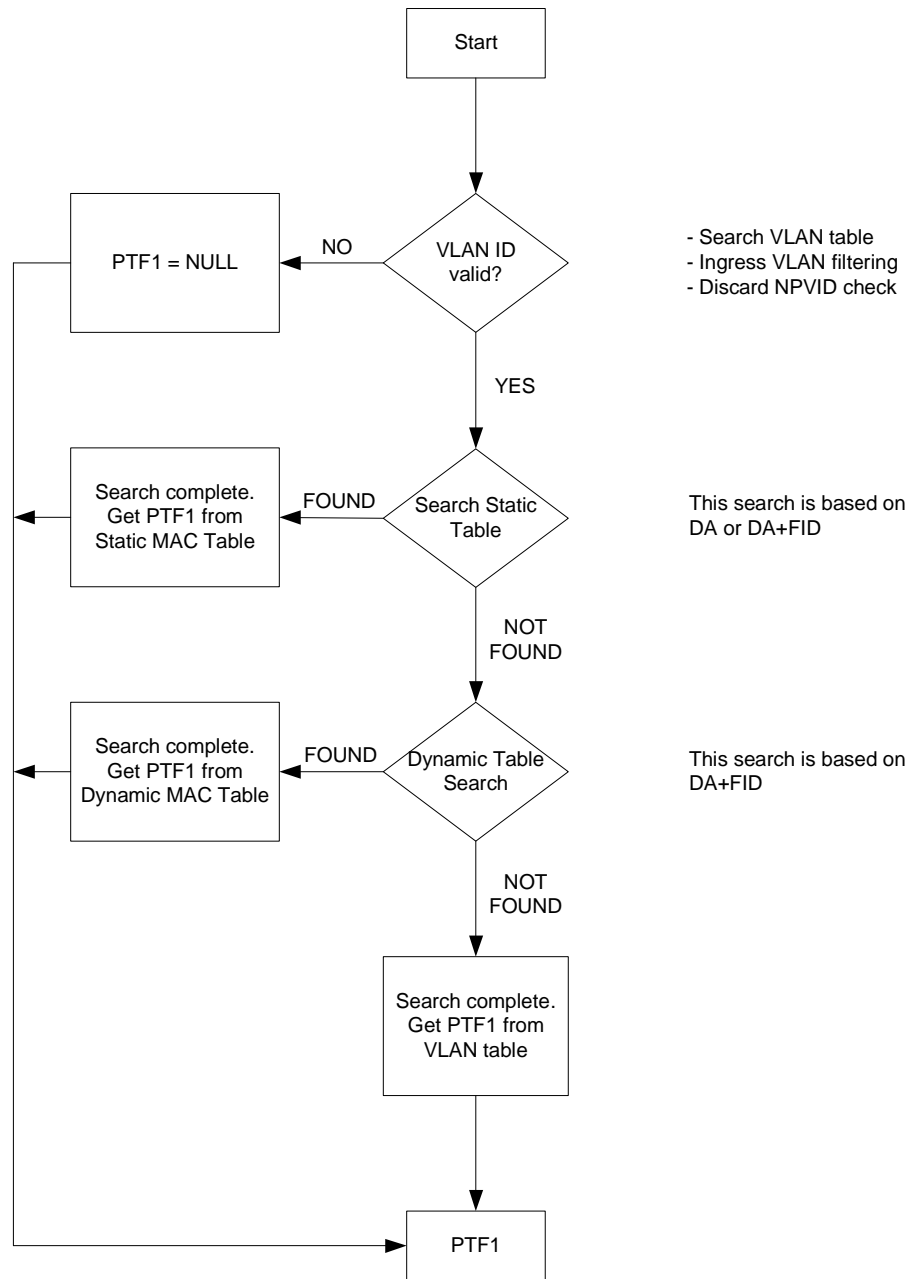 Start
PTF1 = NULL
NO
VLAN ID
valid?
- Search VLAN table
- Ingress VLAN filtering
- Discard NPVID check
YES
Search complete.
Get PTF1 from
Static MAC Table
FOUND
Search Static
Table
This search is based on
DA or DA+FID
NOT
FOUND
Search complete.
Get PTF1 from
Dynamic MAC Table
FOUND
Dynamic Table
Search
This search is based on
DA+FID
NOT
FOUND
Search complete.
Get PTF1 from
VLAN table
PTF1